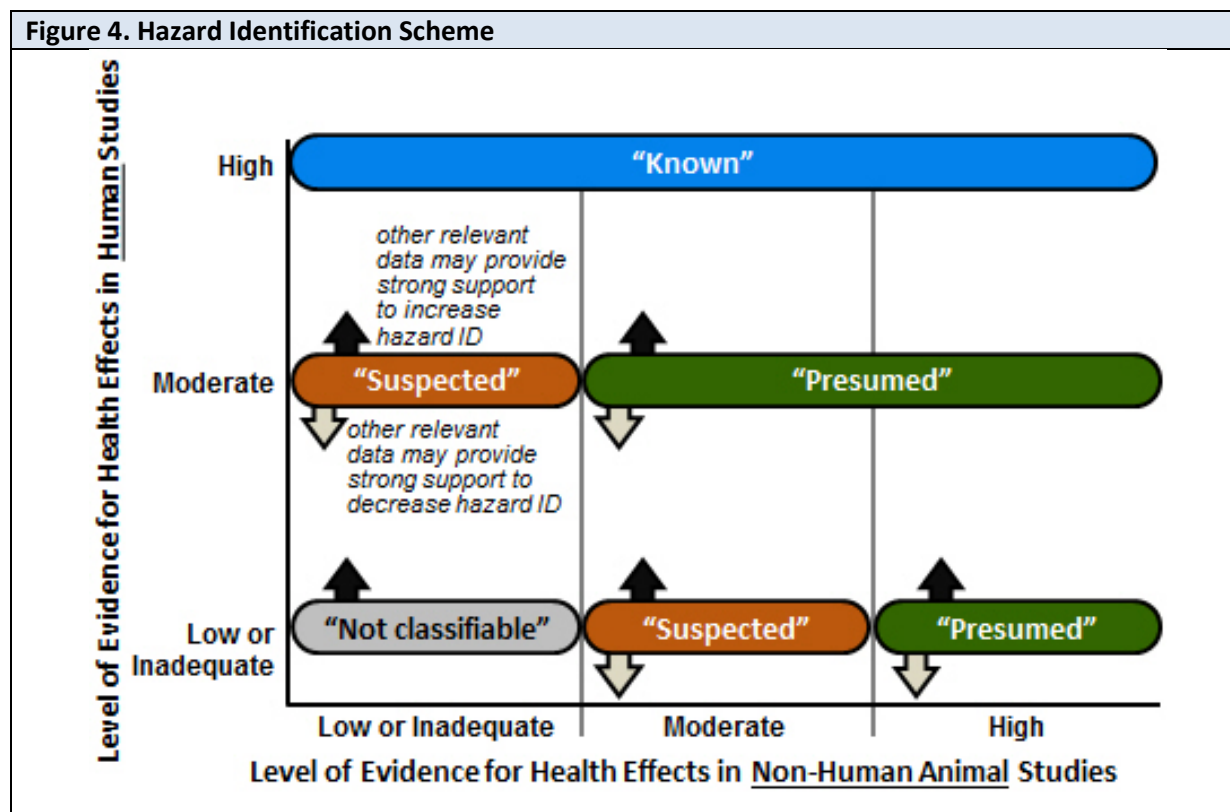 Figure 4. Hazard Identification Scheme
Level of Evidence for Health Effects in Human Studies
High
“Known”
other relevant
data may provide
strong support
to increase
hazard ID
Moderate
“Suspected”
“Presumed”
other relevant
data may provide
strong support to
decrease hazard ID
Low or
Inadequate
“Not classifiable”
“Suspected”
“Presumed”
Low or Inadequate
Moderate
High
Level of Evidence for Health Effects in Non-Human Animal Studies